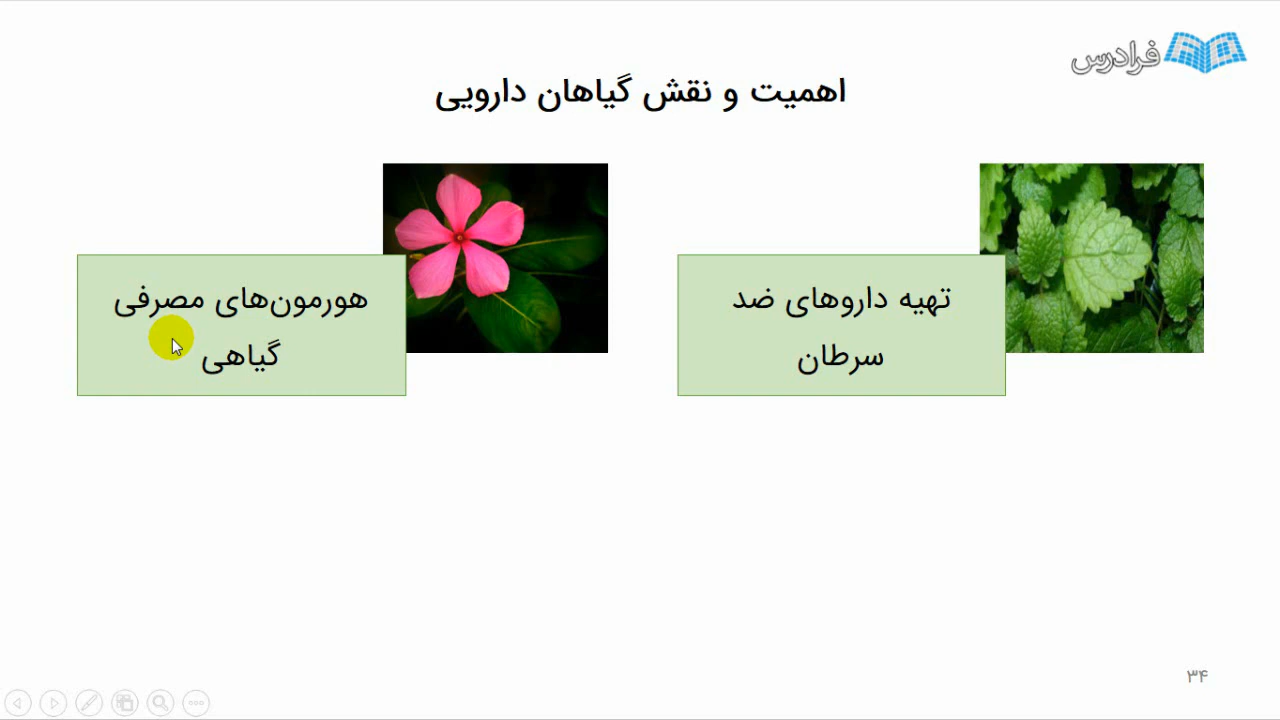 فرادرس
اهمیت و نقش گیاهان دارویی
تهیه داروهای ضد
سرطان
هورمون‌های مصرفی
گیاهی
۳۴